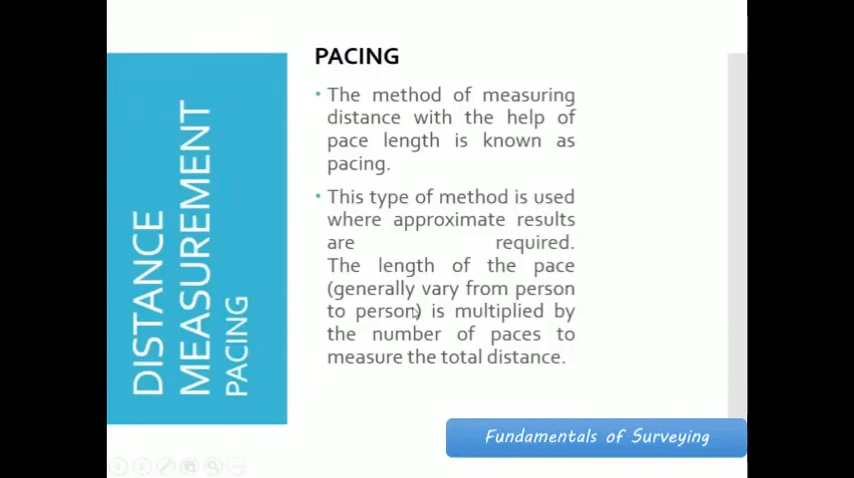 DISTANCE
MEASUREMENT
PACING
PACING
• The method of measuring
distance with the help of
pace length is known as
pacing.
• This type of method is used
where approximate results
are required.
The length of the pace
(generally vary from person
to person) is multiplied by
the number of paces to
measure the total distance.
Fundamentals of Surveying